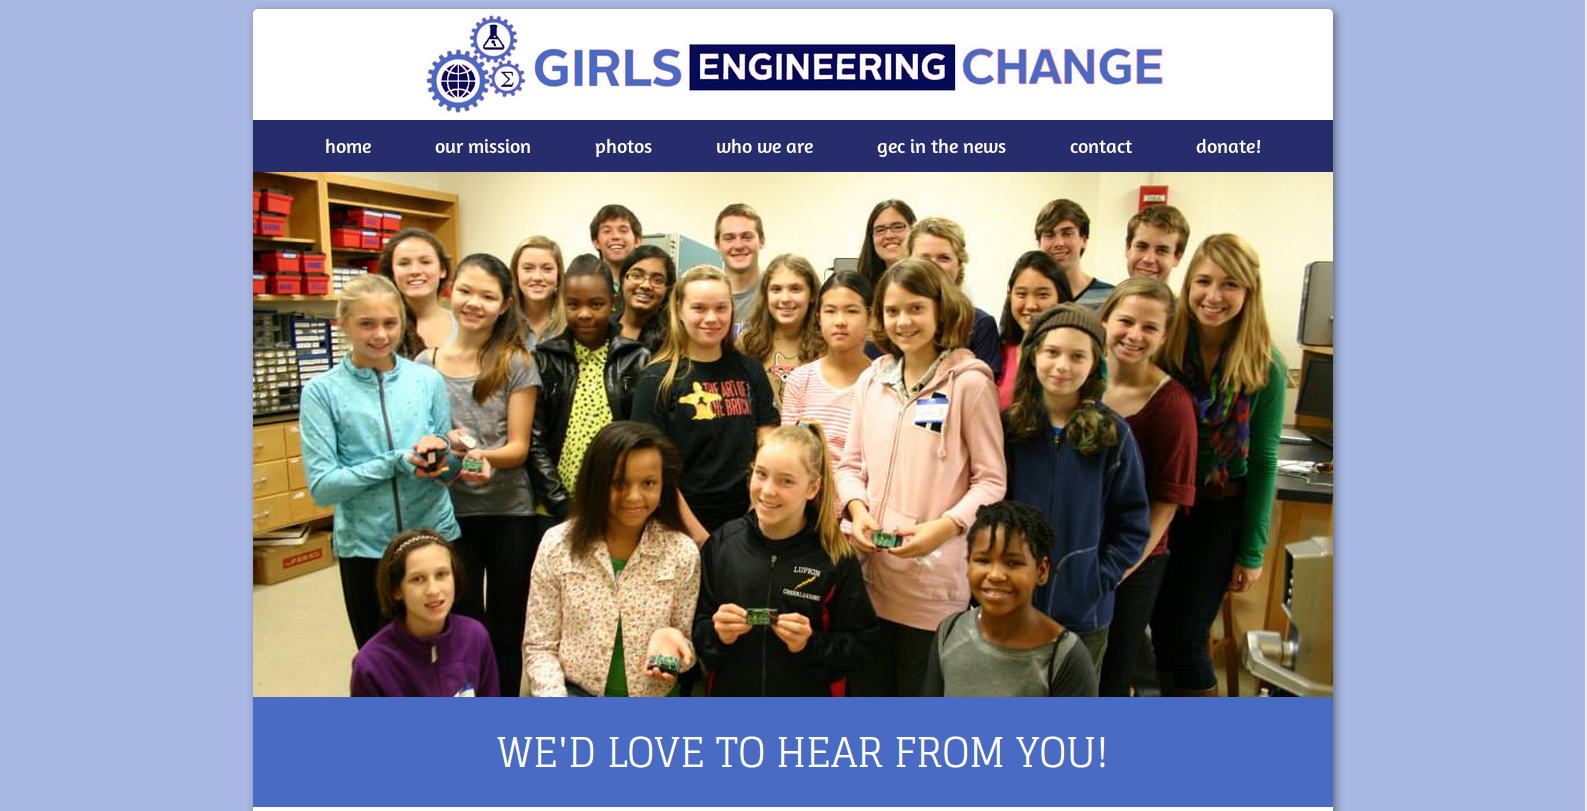 GIRLS ENGINEERING CHANGE
home our mission photos who we are gec in the news contact donate!
THE ART OF
THE BRICK
LUFKIN
CHEERLEADING
WE'D LOVE TO HEAR FROM YOU!